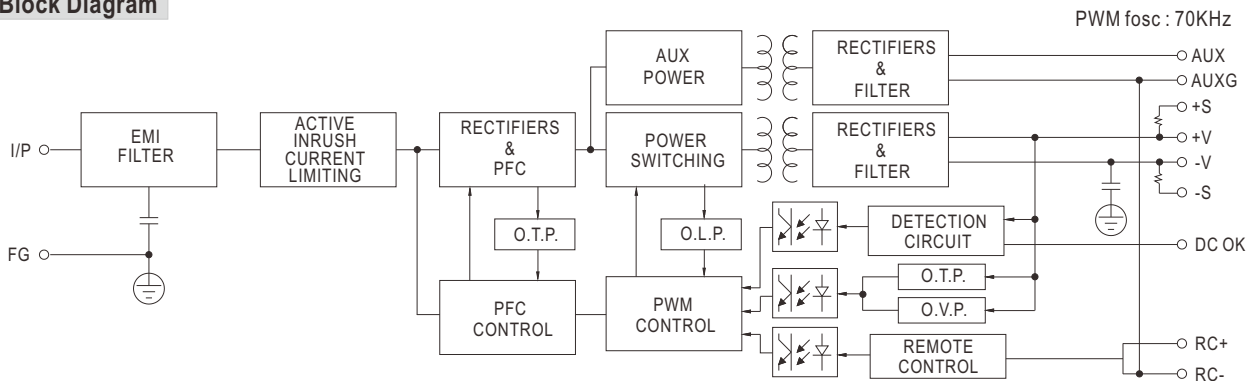 Block Diagram
PWM fosc : 70KHz
AUX
POWER
RECTIFIERS
&
FILTER
AUX
AUXG
+S
I/P
EMI
FILTER
ACTIVE
INRUSH
CURRENT
LIMITING
RECTIFIERS
&
PFC
POWER
SWITCHING
RECTIFIERS
&
FILTER
+V
-V
-S
O.T.P.
O.L.P.
DETECTION
CIRCUIT
DC OK
FG
O.T.P.
O.V.P.
PFC
CONTROL
PWM
CONTROL
REMOTE
CONTROL
RC+
RC-